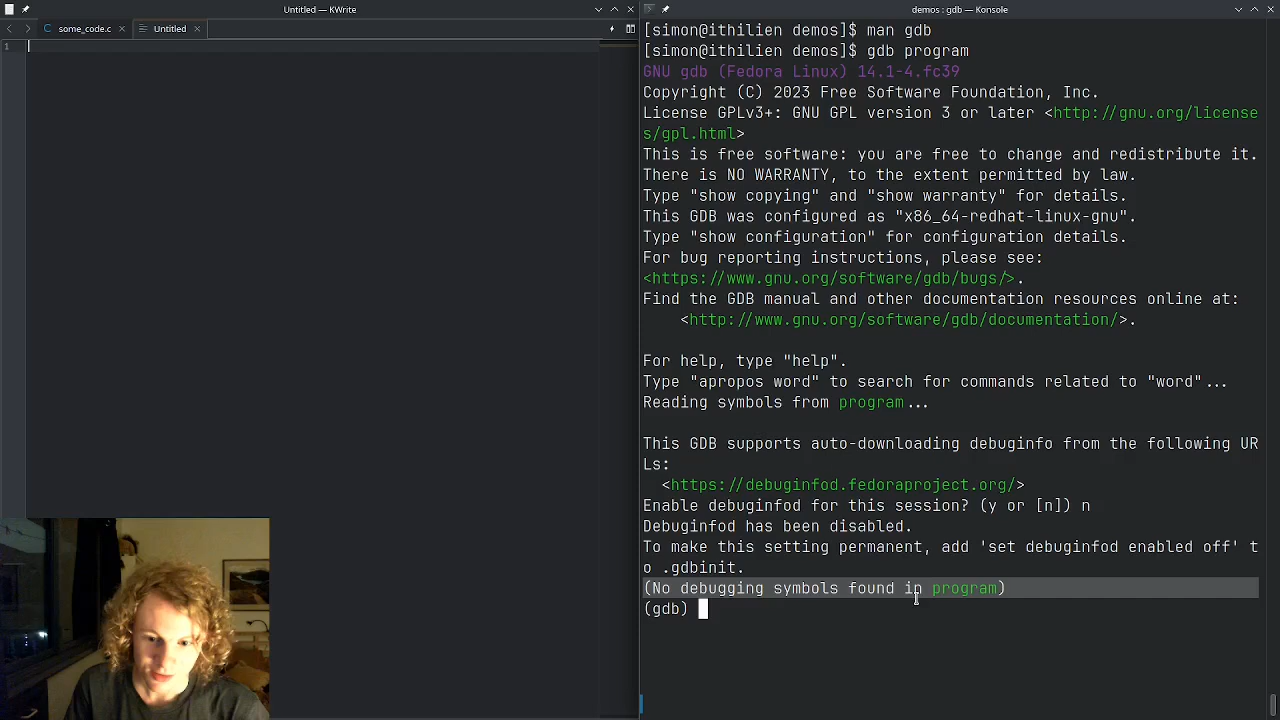 Untitled — KWrite
some_code.c
Untitled
1
demos : gdb — Konsole
[simon@ithilien demos]$ man gdb
[simon@ithilien demos]$ gdb program
GNU gdb (Fedora Linux) 14.1-4.fc39
Copyright (C) 2023 Free Software Foundation, Inc.
License GPLv3+: GNU GPL version 3 or later <http://gnu.org/license
s/gpl.html>
This is free software: you are free to change and redistribute it.
There is NO WARRANTY, to the extent permitted by law.
Type "show copying" and "show warranty" for details.
This GDB was configured as "x86_64-redhat-linux-gnu".
Type "show configuration" for configuration details.
For bug reporting instructions, please see:
<https://www.gnu.org/software/gdb/bugs/>.
Find the GDB manual and other documentation resources online at:
<http://www.gnu.org/software/gdb/documentation/>.
For help, type "help".
Type "apropos word" to search for commands related to "word"...
Reading symbols from program...
This GDB supports auto-downloading debuginfo from the following UR
Ls:
<https://debuginfod.fedoraproject.org/>
Enable debuginfod for this session? (y or [n]) n
Debuginfod has been disabled.
To make this setting permanent, add 'set debuginfod enabled off' t
o .gdbinit.
(No debugging symbols found in program)
(gdb)